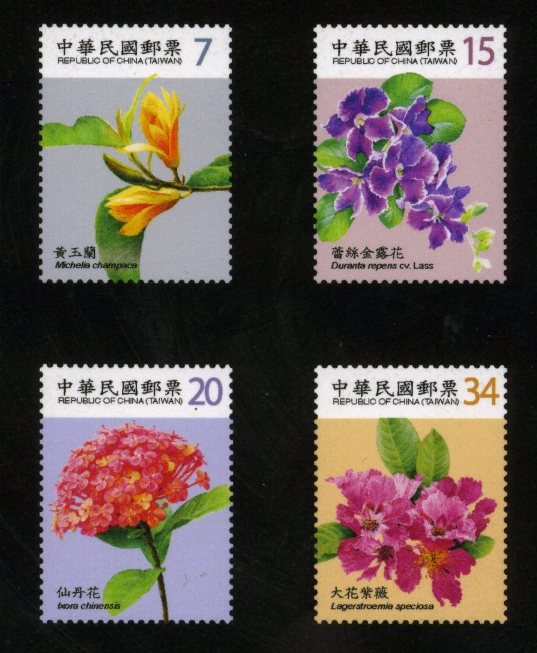 中華民國郵票 7
REPUBLIC OF CHINA (TAIWAN)
黃玉蘭
Michelia champaca
中華民國郵票 15
REPUBLIC OF CHINA (TAIWAN)
蕾絲金露花
Duranta repens cv. Lass
中華民國郵票 20
REPUBLIC OF CHINA (TAIWAN)
仙丹花
Ixora chinensis
中華民國郵票 34
REPUBLIC OF CHINA (TAIWAN)
大花紫薇
Lagerstroemia speciosa